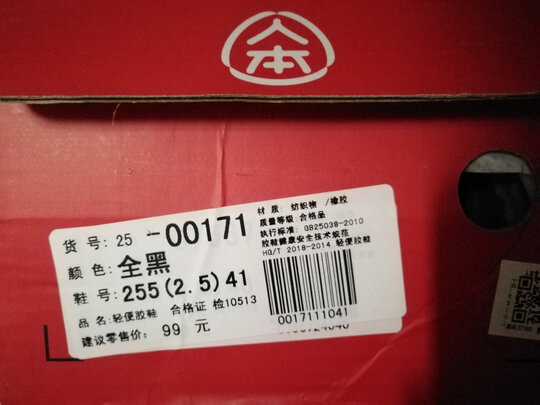 人本
货 号: 25 -00171
颜 色: 全黑
鞋 号: 255(2.5)41
品 名: 轻便胶鞋 合格证 检10513
建议零售价: 99 元
材 质: 纺织物 /橡胶
质量等级:合格品
执行标准: GB25038-2010
胶鞋健康安全技术规范
HG/T 2018-2014 轻便胶鞋
0017111041